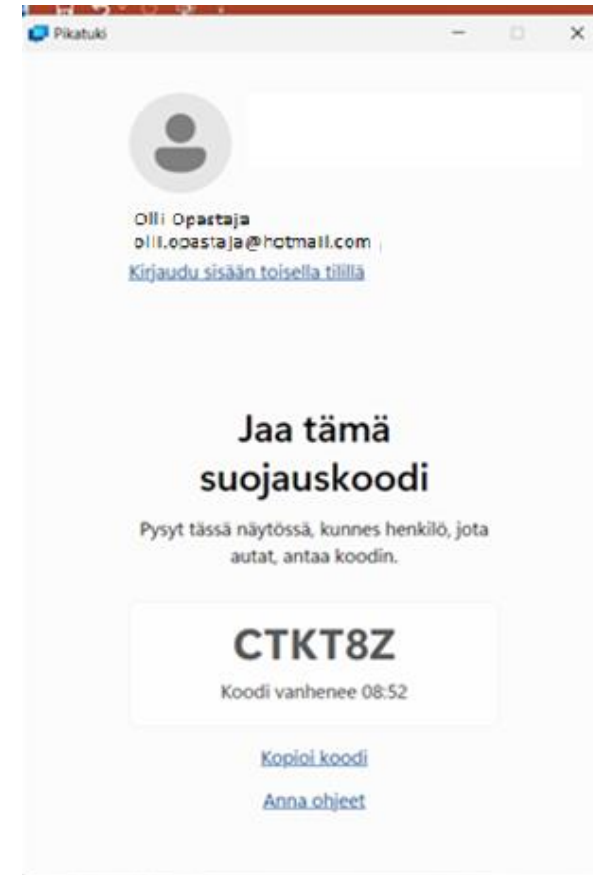 Pikatuki
Olli Opastaja
olli.opastaja@hotmail.com
Kirjaudu sisään toisella tilillä
Jaa tämä
suojauskoodi
Pysyt tässä näytössä, kunnes henkilö, jota
autat, antaa koodin.
CTKT8Z
Koodi vanhenee 08:52
Kopioi koodi
Anna ohjeet